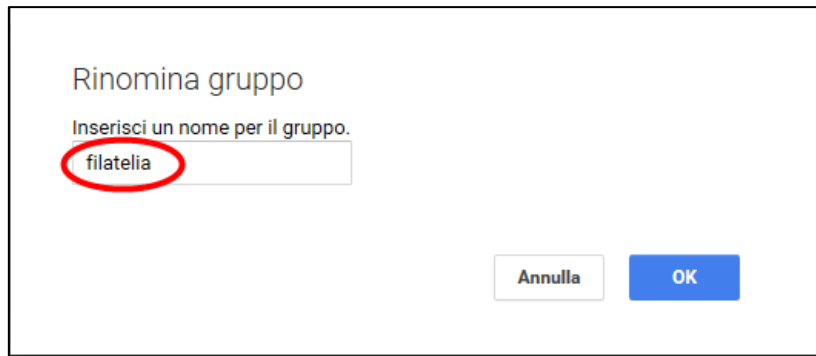 Rinomina gruppo
Inserisci un nome per il gruppo.
filatelia
Annulla OK